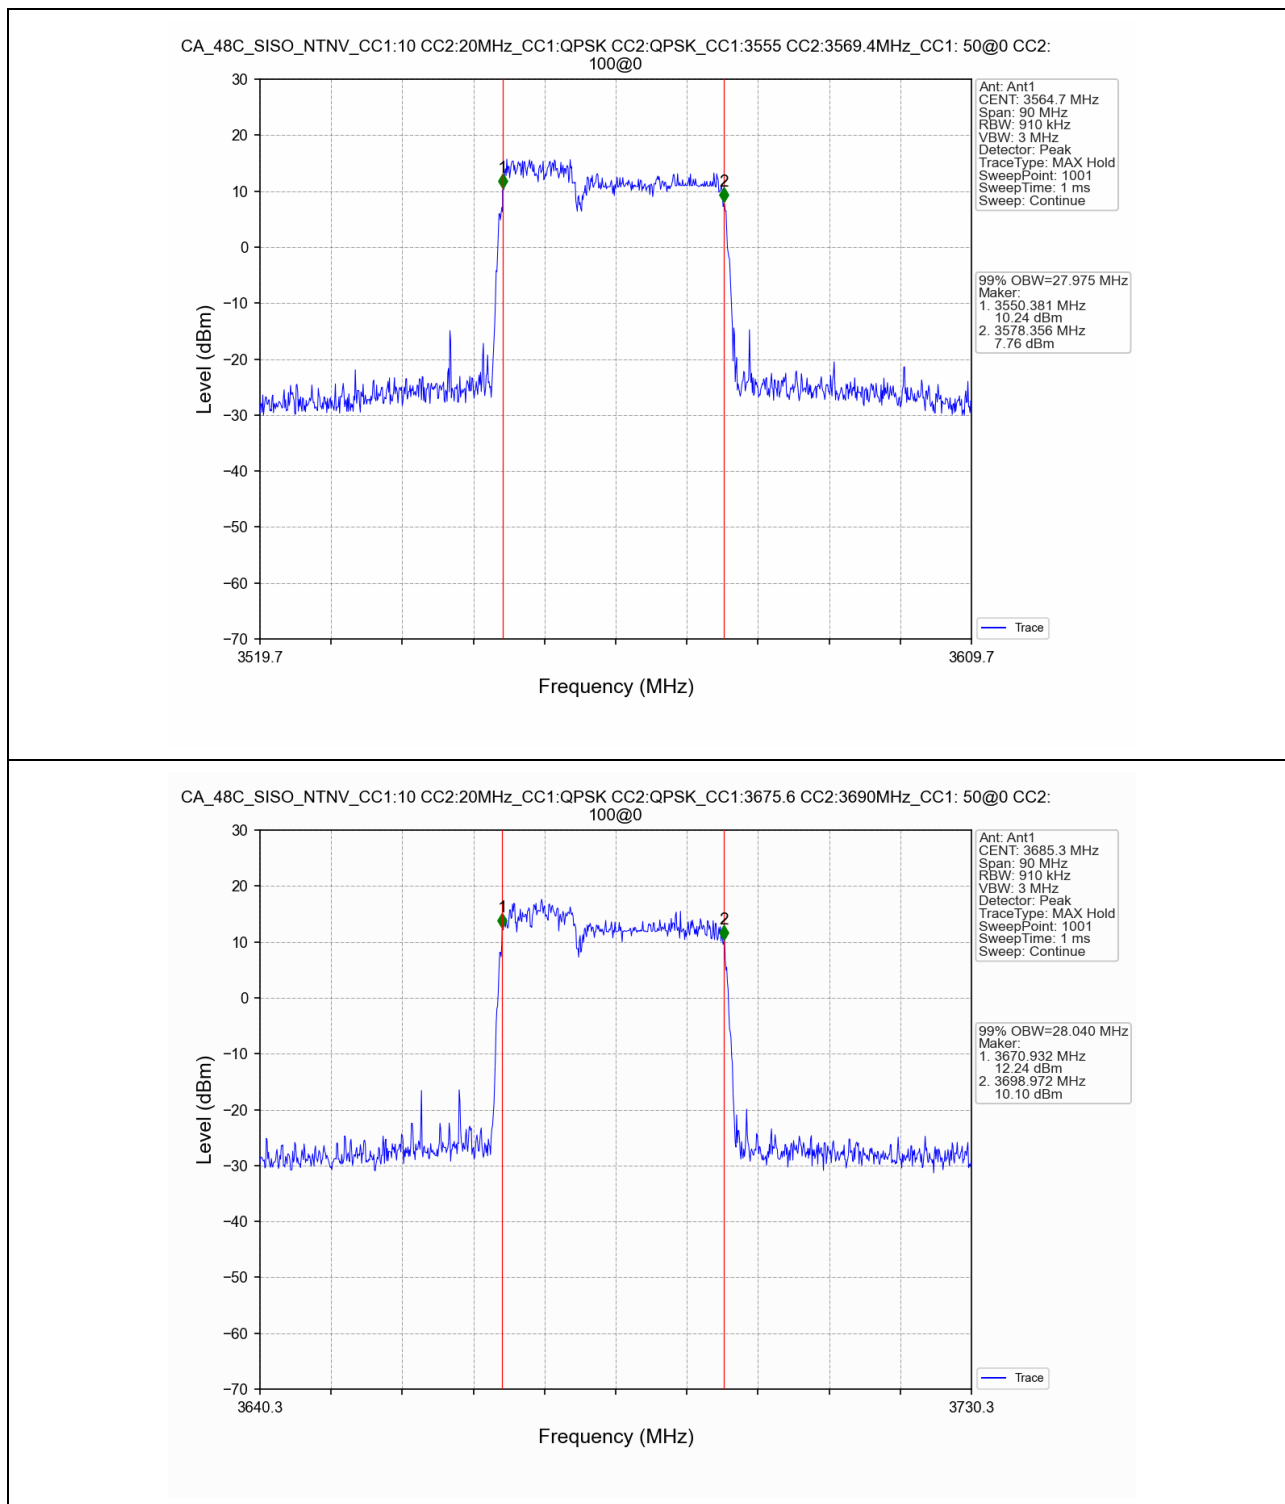 CA_48C_SISO_NTNV_CC1:10 CC2:20MHz_CC1:QPSK CC2:QPSK_CC1:3555 CC2:3569.4MHz_CC1: 50@0 CC2:
100@0
30
20
10
0
−10
−20
−30
−40
−50
−60
−70
Level (dBm)
1
2
3519.7
3609.7
Frequency (MHz)
Ant: Ant1
CENT: 3564.7 MHz
Span: 90 MHz
RBW: 910 kHz
VBW: 3 MHz
Detector: Peak
TraceType: MAX Hold
SweepPoint: 1001
SweepTime: 1 ms
Sweep: Continue
99% OBW=27.975 MHz
Maker:
1. 3550.381 MHz
10.24 dBm
2. 3578.356 MHz
7.76 dBm
Trace
CA_48C_SISO_NTNV_CC1:10 CC2:20MHz_CC1:QPSK CC2:QPSK_CC1:3675.6 CC2:3690MHz_CC1: 50@0 CC2:
100@0
30
20
10
0
−10
−20
−30
−40
−50
−60
−70
Level (dBm)
1
2
3640.3
3730.3
Frequency (MHz)
Ant: Ant1
CENT: 3685.3 MHz
Span: 90 MHz
RBW: 910 kHz
VBW: 3 MHz
Detector: Peak
TraceType: MAX Hold
SweepPoint: 1001
SweepTime: 1 ms
Sweep: Continue
99% OBW=28.040 MHz
Maker:
1. 3670.932 MHz
12.24 dBm
2. 3698.972 MHz
10.10 dBm
Trace